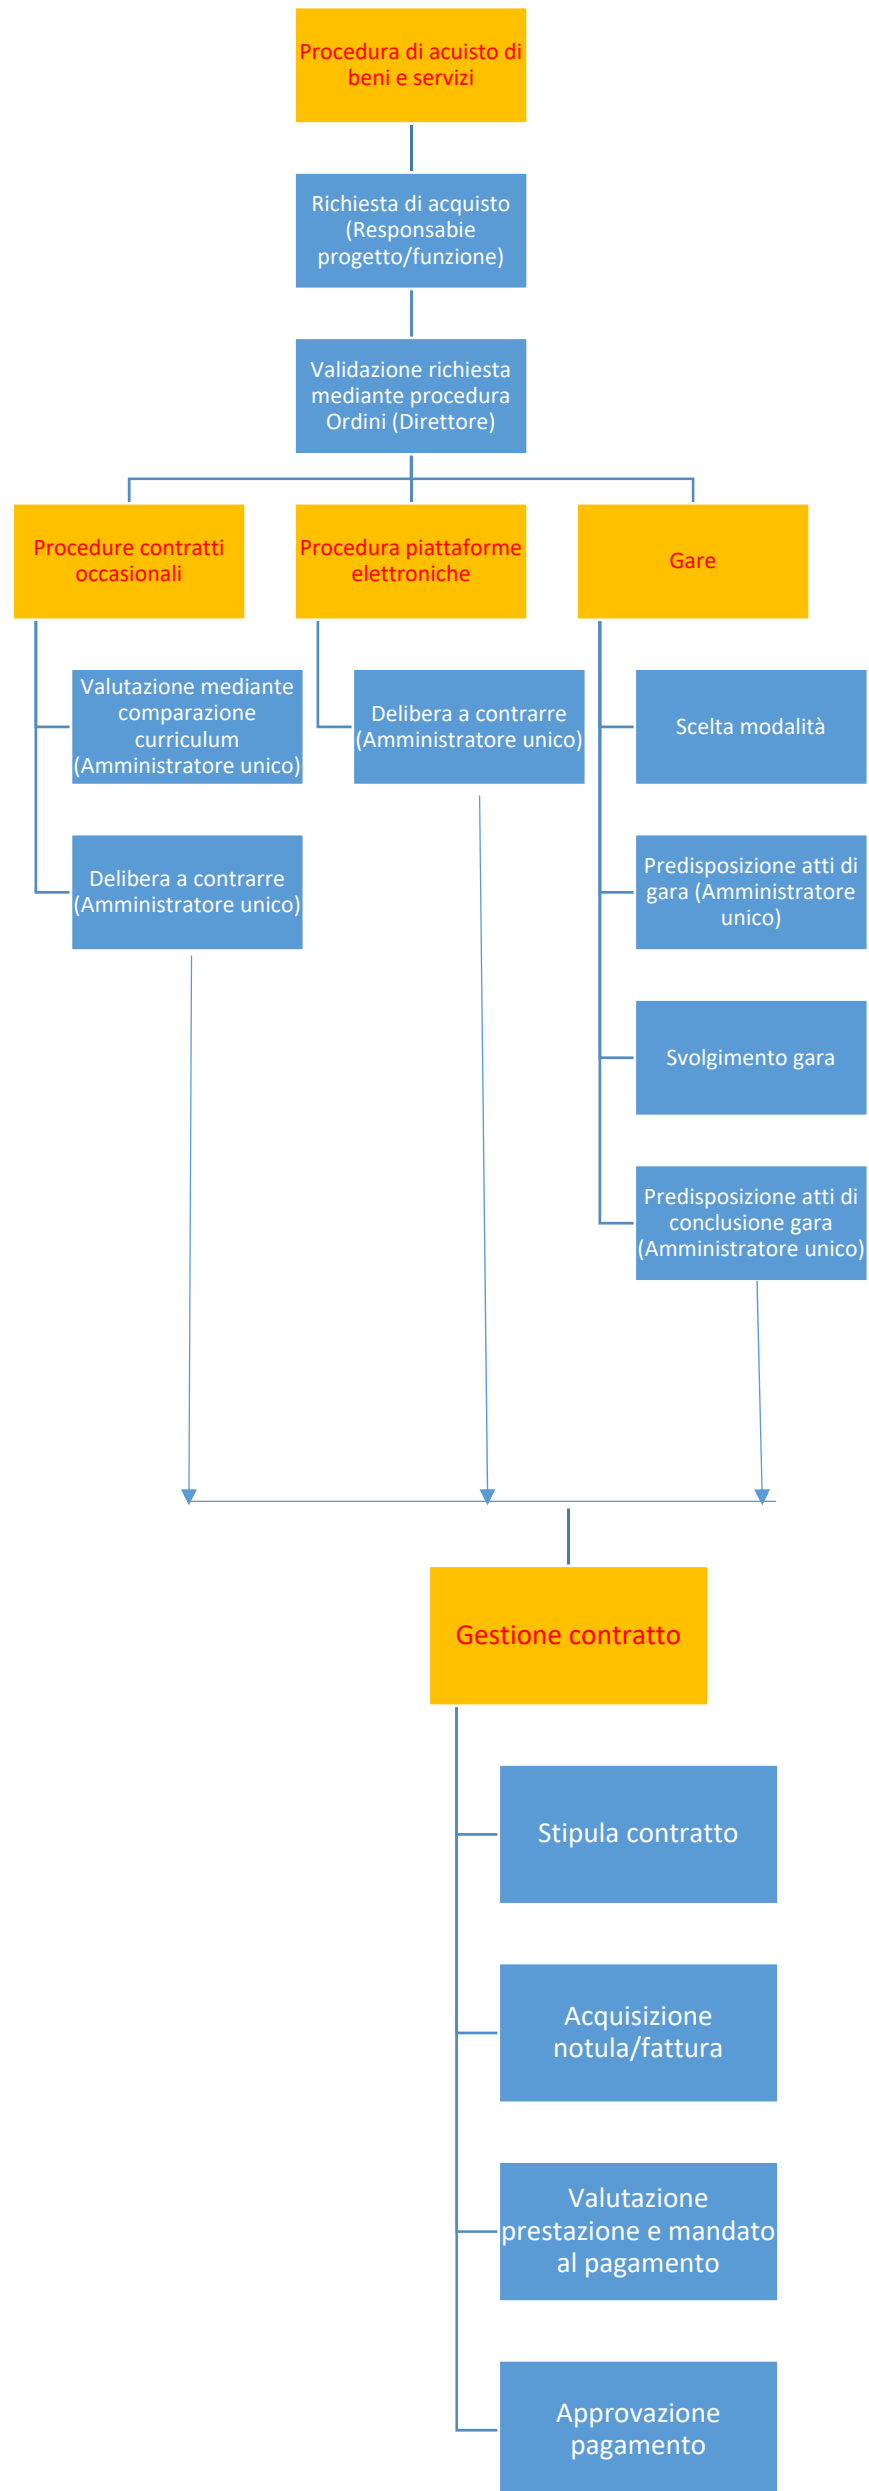 Procedura di acuisto di
beni e servizi
Richiesta di acquisto
(Responsabie
progetto/funzione)
Validazione richiesta
mediante procedura
Ordini (Direttore)
Procedure contratti
occasionali
Procedura piattaforme
elettroniche
Gare
Valutazione mediante
comparazione
curriculum
(Amministratore unico)
Delibera a contrarre
(Amministratore unico)
Delibera a contrarre
(Amministratore unico)
Scelta modalità
Predisposizione atti di
gara (Amministratore
unico)
Svolgimento gara
Predisposizione atti di
conclusione gara
(Amministratore unico)
Gestione contratto
Stipula contratto
Acquisizione
notula/fattura
Valutazione
prestazione e mandato
al pagamento
Approvazione
pagamento